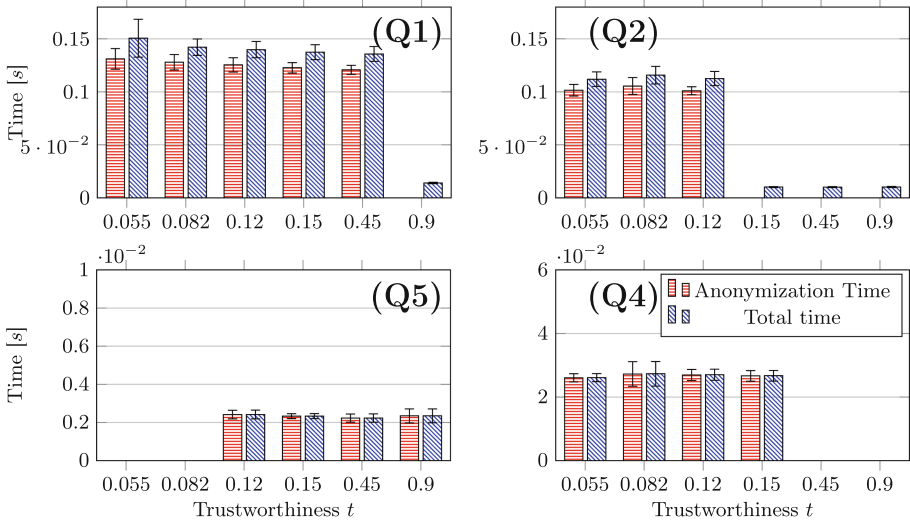 (Q1)
Time [s]
0.15
0.1
5 · 10⁻²
0
0.055 0.082 0.12 0.15 0.45 0.9
(Q2)
0.15
0.1
5 · 10⁻²
0
0.055 0.082 0.12 0.15 0.45 0.9
·10⁻²
(Q5)
Time [s]
1
0.8
0.6
0.4
0.2
0
0.055 0.082 0.12 0.15 0.45 0.9
Trustworthiness t
·10⁻²
(Q4)
Anonymization Time
Total time
6
4
2
0
0.055 0.082 0.12 0.15 0.45 0.9
Trustworthiness t